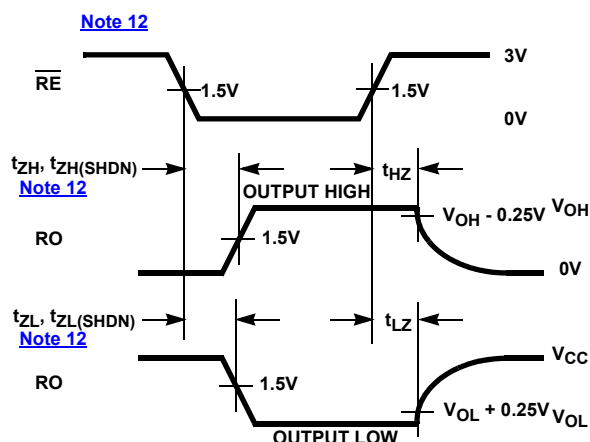 Note 12
RE
1.5V
1.5V
3V
0V
tZH, tZH(SHDN)
Note 12
tHZ
OUTPUT HIGH
RO
1.5V
VOH - 0.25V VOH
0V
tZL, tZL(SHDN)
Note 12
tLZ
RO
1.5V
VCC
VOL + 0.25V VOL
OUTPUT LOW